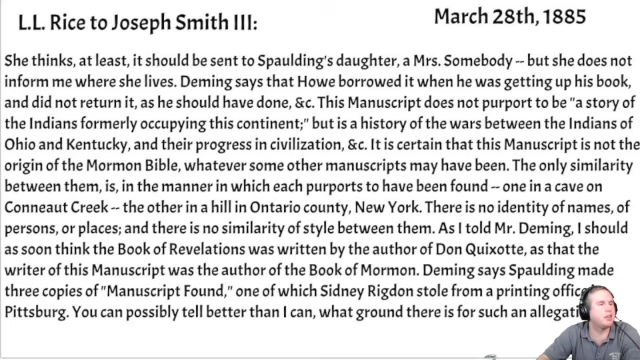 L.L. Rice to Joseph Smith III:
March 28th, 1885
She thinks, at least, it should be sent to Spaulding's daughter, a Mrs. Somebody -- but she does not
inform me where she lives. Deming says that Howe borrowed it when he was getting up his book,
and did not return it, as he should have done, &c. This Manuscript does not purport to be "a story of
the Indians formerly occupying this continent;" but is a history of the wars between the Indians of
Ohio and Kentucky, and their progress in civilization, &c. It is certain that this Manuscript is not the
origin of the Mormon Bible, whatever some other manuscripts may have been. The only similarity
between them, is, in the manner in which each purports to have been found -- one in a cave on
Conneaut Creek -- the other in a hill in Ontario county, New York. There is no identity of names, of
persons, or places; and there is no similarity of style between them. As I told Mr. Deming, I should
as soon think the Book of Revelations was written by the author of Don Quixotte, as that the
writer of this Manuscript was the author of the Book of Mormon. Deming says Spaulding made
three copies of "Manuscript Found," one of which Sidney Rigdon stole from a printing office
Pittsburg. You can possibly tell better than I can, what ground there is for such an